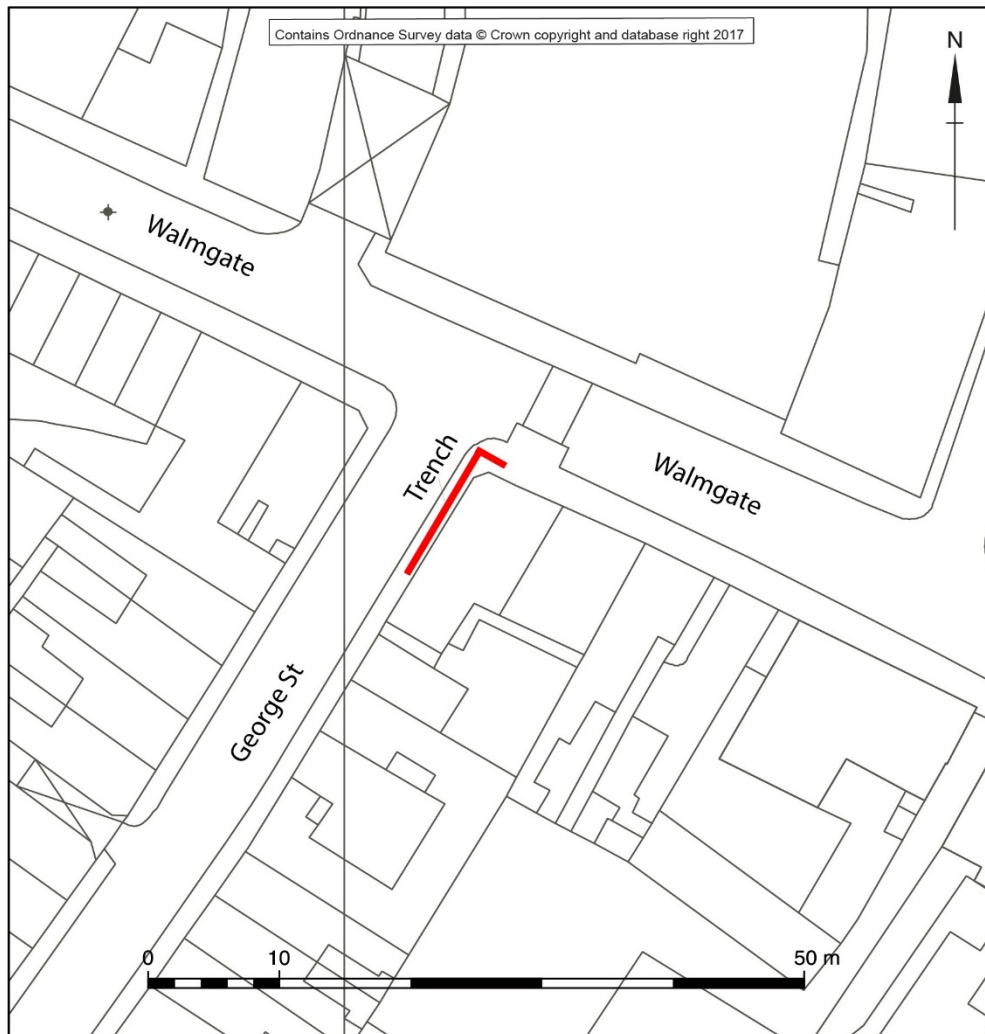 Contains Ordnance Survey data © Crown copyright and database right 2017
N
Walmgate
Trench
Walmgate
George St
0 10 50 m